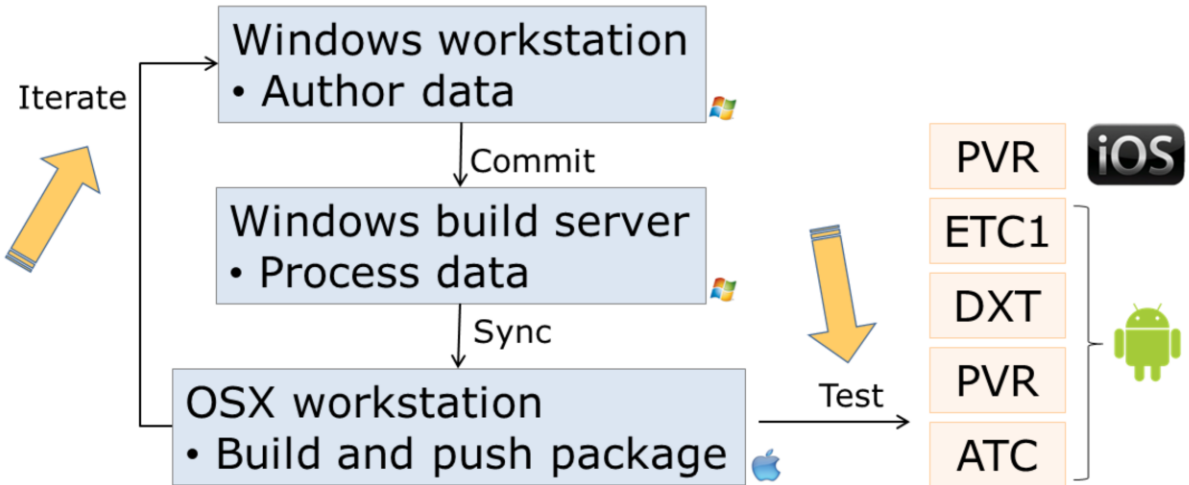 Windows workstation
• Author data
Iterate
Commit
Windows build server
• Process data
Sync
OSX workstation
• Build and push package
Test
PVR
iOS
ETC1
DXT
PVR
ATC